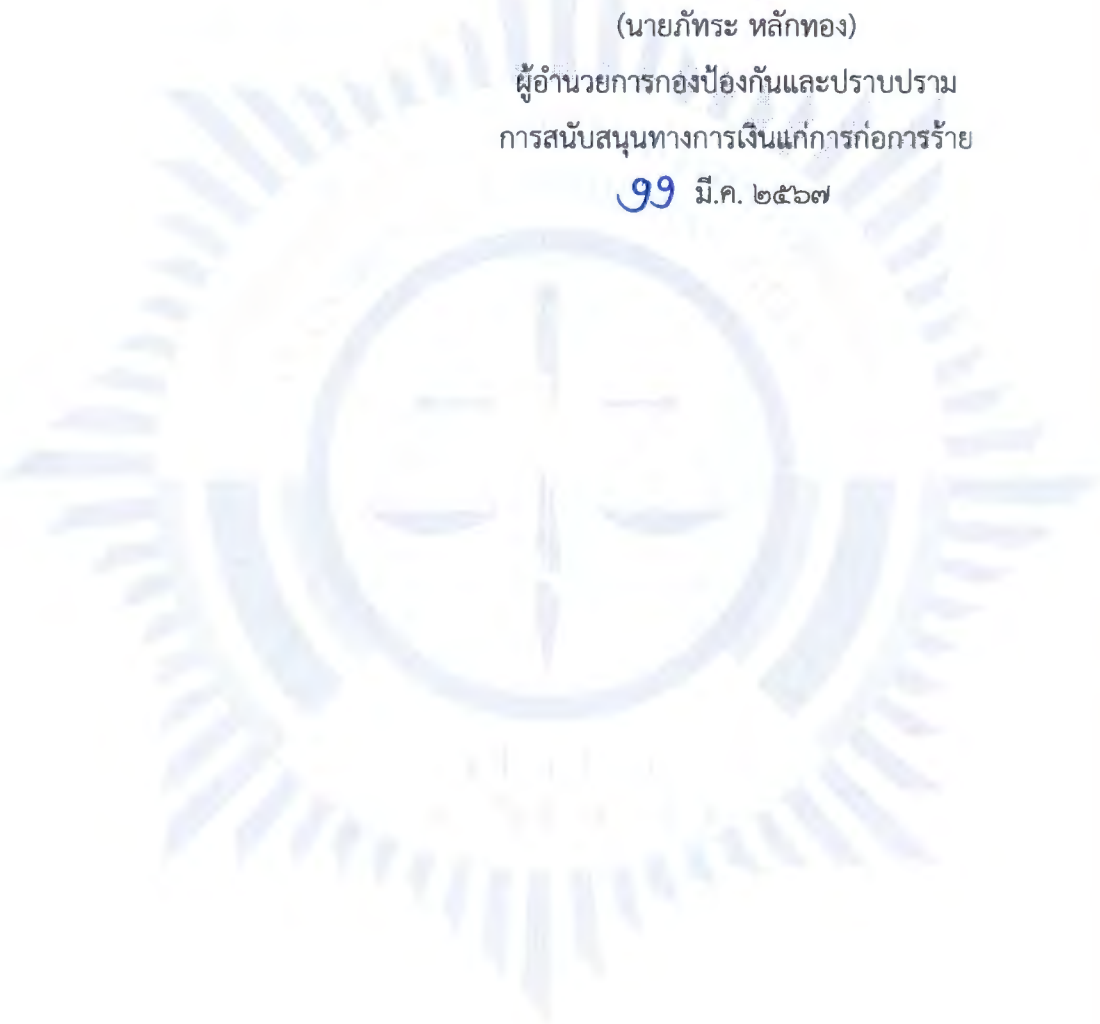 (นายภัทระ หลักทอง)
ผู้อำนวยการกองป้องกันและปราบปราม
การสนับสนุนทางการเงินแก่การก่อการร้าย
๑๑ มี.ค. ๒๕๖๗